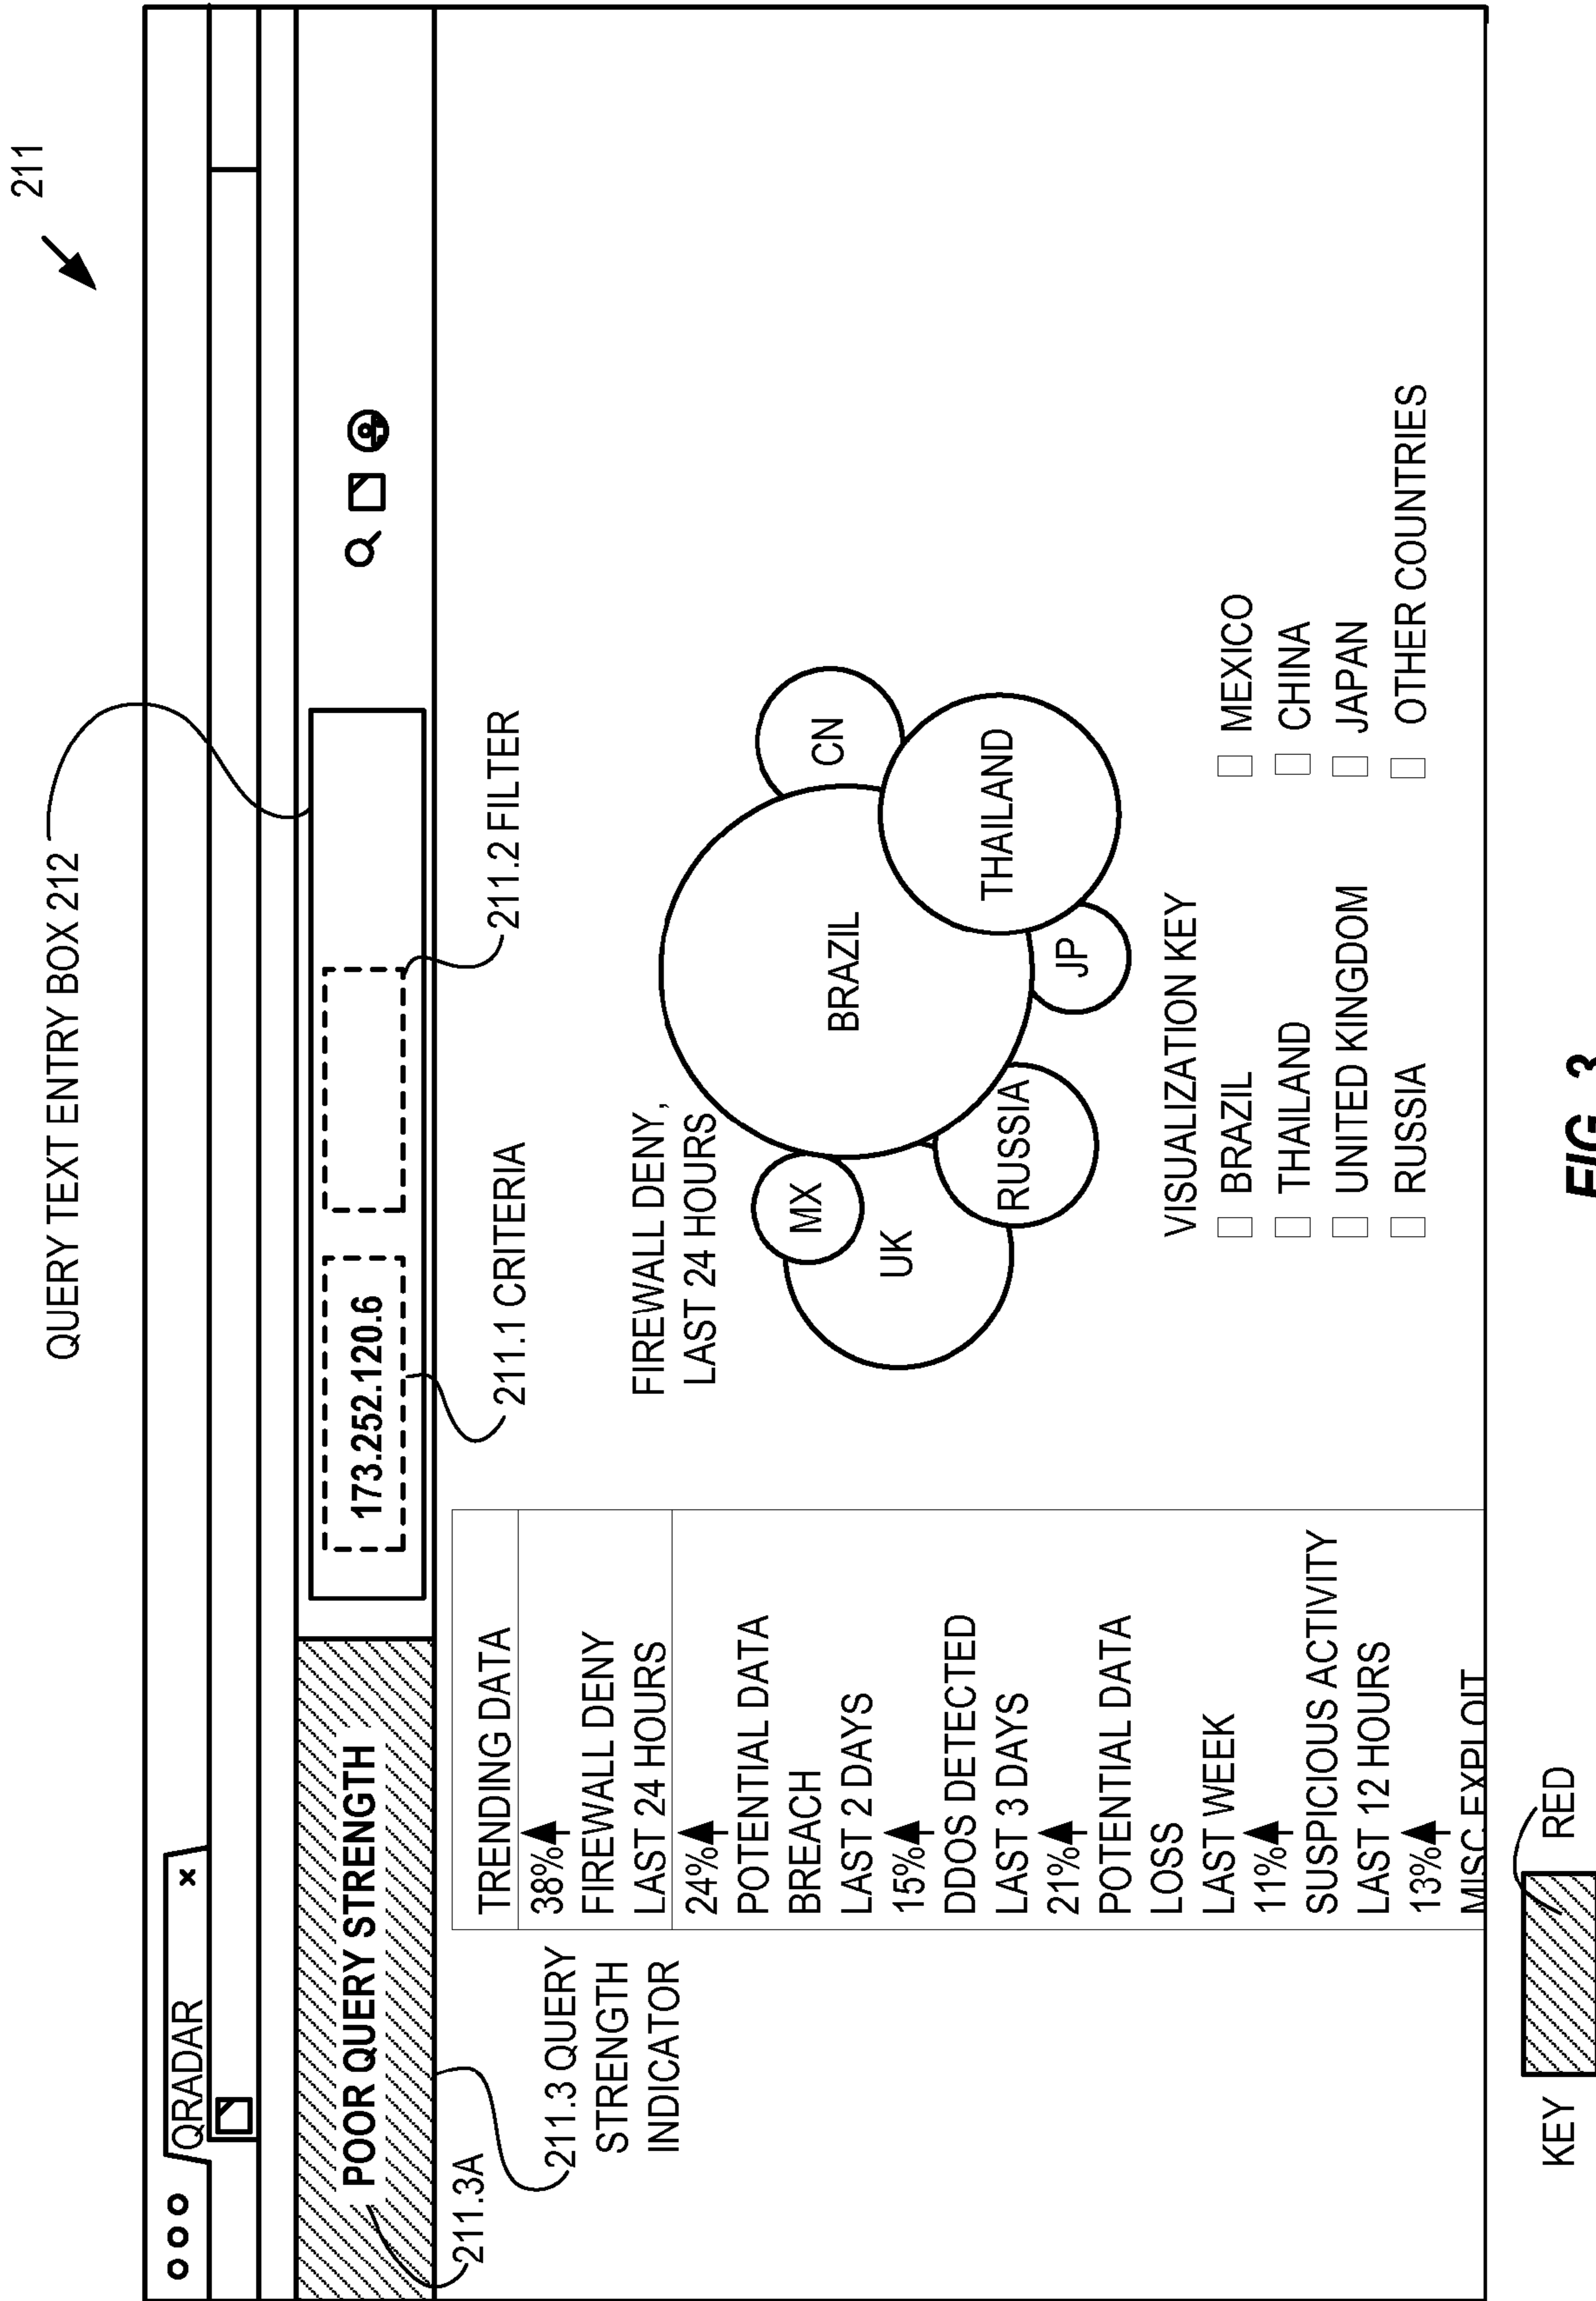 211
QUERY TEXT ENTRY BOX 212
QRADAR
x
POOR QUERY STRENGTH
173.252.120.6
211.3A
211.3 QUERY
STRENGTH
INDICATOR
211.1 CRITERIA
211.2 FILTER
TRENDING DATA
38%
FIREWALL DENY
LAST 24 HOURS
24%
POTENTIAL DATA
BREACH
LAST 2 DAYS
15%
DDOS DETECTED
LAST 3 DAYS
21%
POTENTIAL DATA
LOSS
LAST WEEK
11%
SUSPICIOUS ACTIVITY
LAST 12 HOURS
13%
MISC EXPLOIT
FIREWALL DENY,
LAST 24 HOURS
MX
UK
RUSSIA
BRAZIL
JP
CN
THAILAND
VISUALIZATION KEY
BRAZIL
THAILAND
UNITED KINGDOM
RUSSIA
MEXICO
CHINA
JAPAN
OTHER COUNTRIES
KEY
RED
FIG. 3